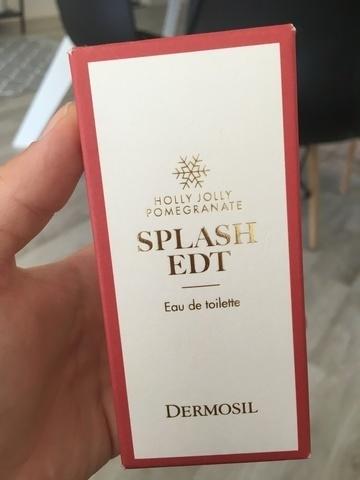 HOLLY JOLLY
POMEGRANATE
SPLASH
EDT
Eau de toilette
DERMOSIL